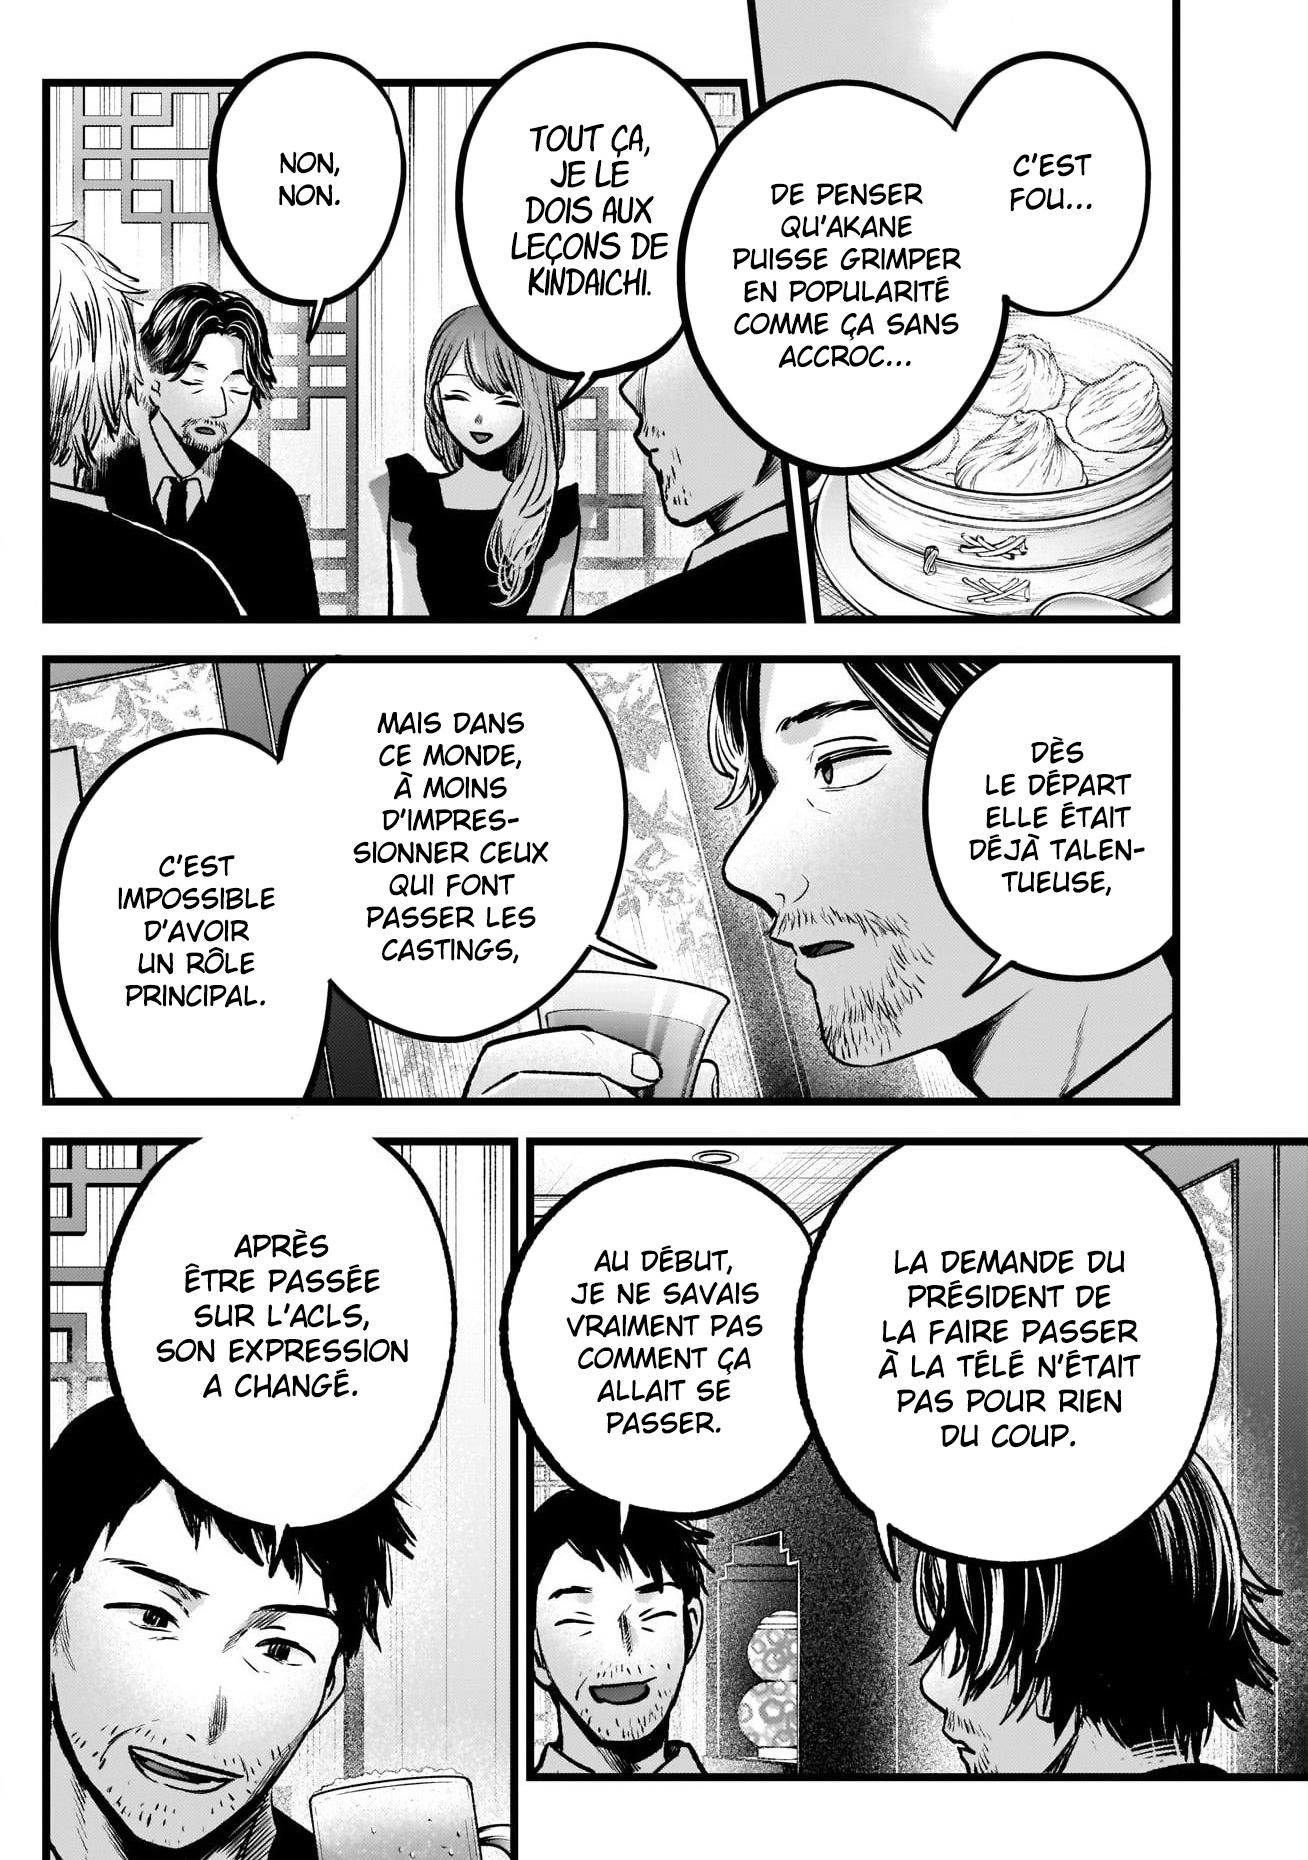 C'EST
FOU...
DE PENSER
QU'AKANE
PUISSE GRIMPER
EN POPULARITÉ
COMME ÇA SANS
ACCROC...
TOUT ÇA,
JE LE
DOIS AUX
LEÇONS DE
KINDAICHI.
NON,
NON.
DÈS
LE DÉPART
ELLE ÉTAIT
DÉJÀ TALEN-
TUEUSE,
MAIS DANS
CE MONDE,
À MOINS
D'IMPRES-
SIONNER CEUX
QUI FONT
PASSER LES
CASTINGS,
C'EST
IMPOSSIBLE
D'AVOIR
UN RÔLE
PRINCIPAL.
LA DEMANDE DU
PRÉSIDENT DE
LA FAIRE PASSER
À LA TÉLÉ N'ÉTAIT
PAS POUR RIEN
DU COUP.
AU DÉBUT,
JE NE SAVAIS
VRAIMENT PAS
COMMENT ÇA
ALLAIT SE
PASSER.
APRÈS
ÊTRE PASSÉE
SUR L'ACLS,
SON EXPRESSION
A CHANGÉ.